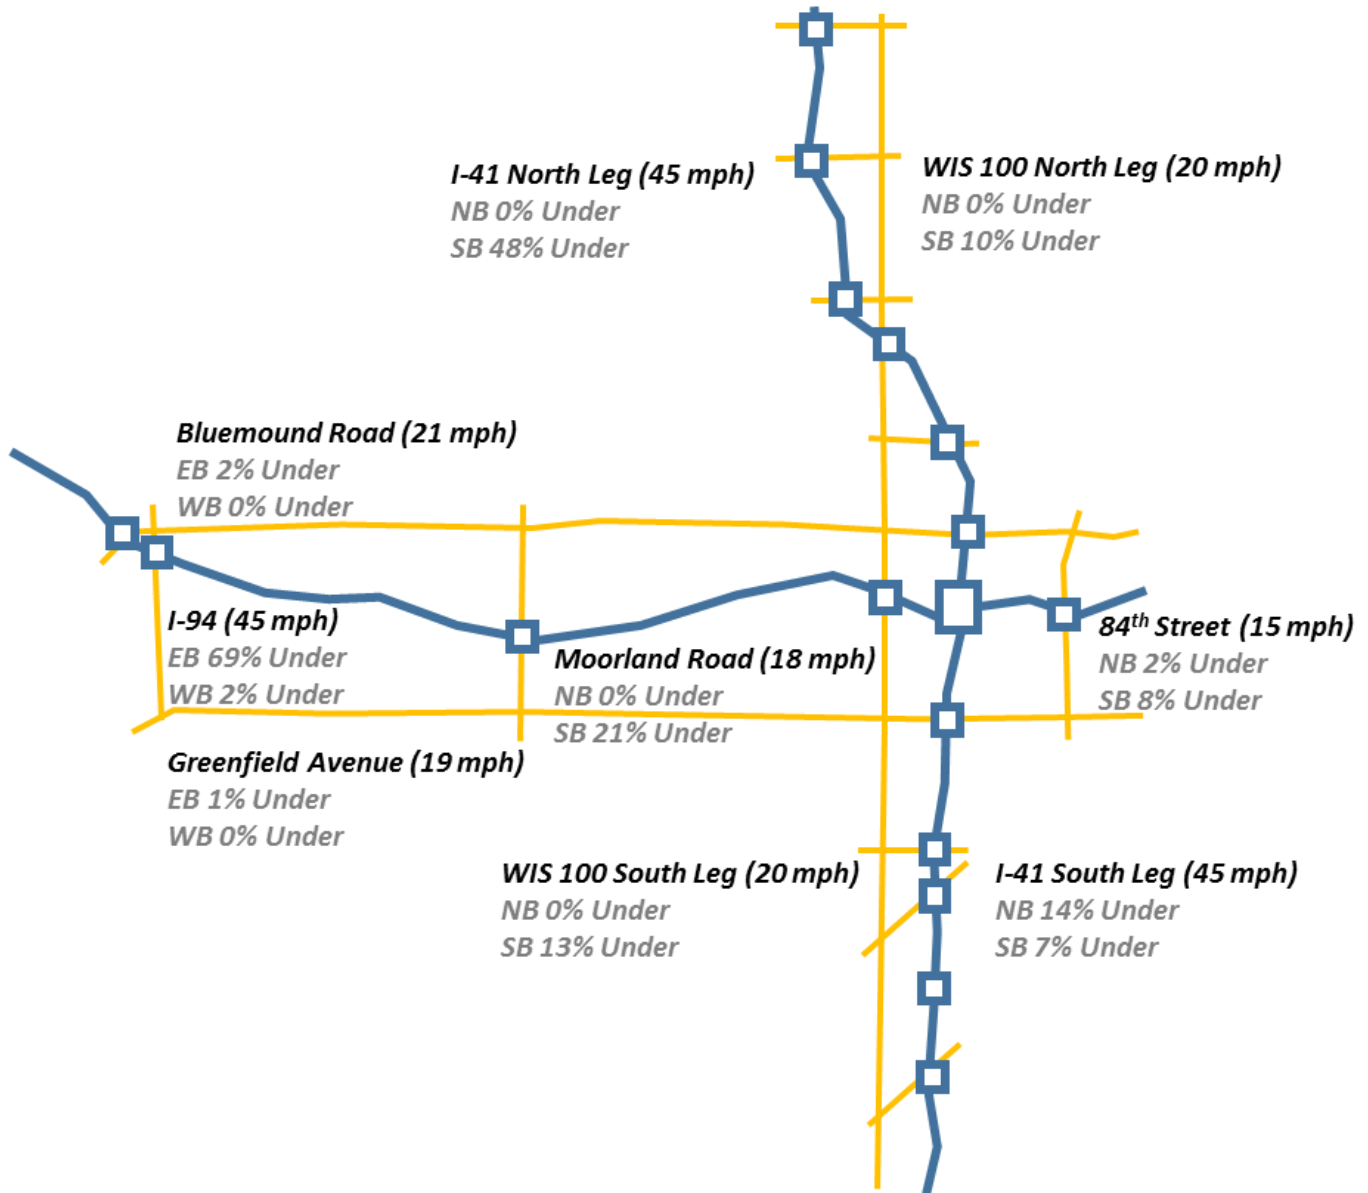 I-41 North Leg (45 mph)
NB 0% Under
SB 48% Under
WIS 100 North Leg (20 mph)
NB 0% Under
SB 10% Under
Bluemound Road (21 mph)
EB 2% Under
WB 0% Under
I-94 (45 mph)
EB 69% Under
WB 2% Under
Moorland Road (18 mph)
NB 0% Under
SB 21% Under
84th Street (15 mph)
NB 2% Under
SB 8% Under
Greenfield Avenue (19 mph)
EB 1% Under
WB 0% Under
WIS 100 South Leg (20 mph)
NB 0% Under
SB 13% Under
I-41 South Leg (45 mph)
NB 14% Under
SB 7% Under